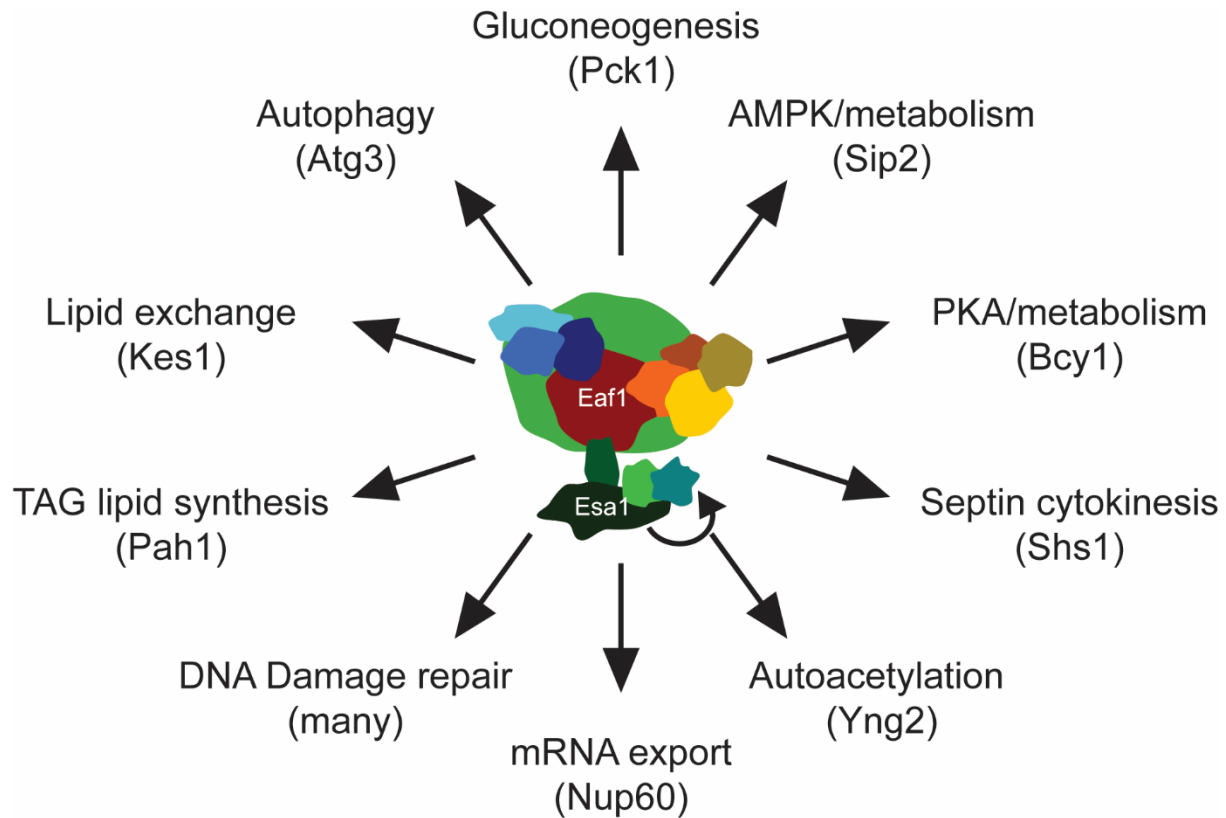 Gluconeogenesis
(Pck1)
Autophagy
(Atg3)
AMPK/metabolism
(Sip2)
Lipid exchange
(Kes1)
PKA/metabolism
(Bcy1)
Eaf1
TAG lipid synthesis
(Pah1)
Esa1
Septin cytokinesis
(Shs1)
DNA Damage repair
(many)
Autoacetylation
(Yng2)
mRNA export
(Nup60)